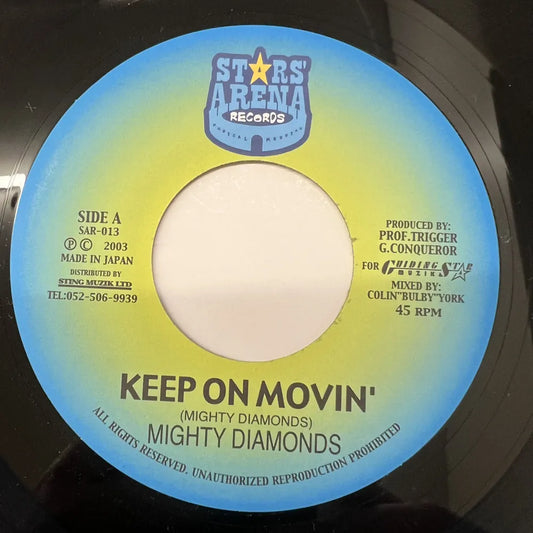 STARS'
ARENA
RECORDS
SIDE A
SAR-013
Ⓟ © 2003
MADE IN JAPAN
DISTRIBUTED BY
STING MUZIK LTD
TEL:052-506-9939
PRODUCED BY:
PROF.TRIGGER
G.CONQUEROR
FOR GUIDING STAR
MUZIK
MIXED BY:
COLIN"BULBY"YORK
45 RPM
KEEP ON MOVIN'
(MIGHTY DIAMONDS)
MIGHTY DIAMONDS
ALL RIGHTS RESERVED. UNAUTHORIZED REPRODUCTION PROHIBITED